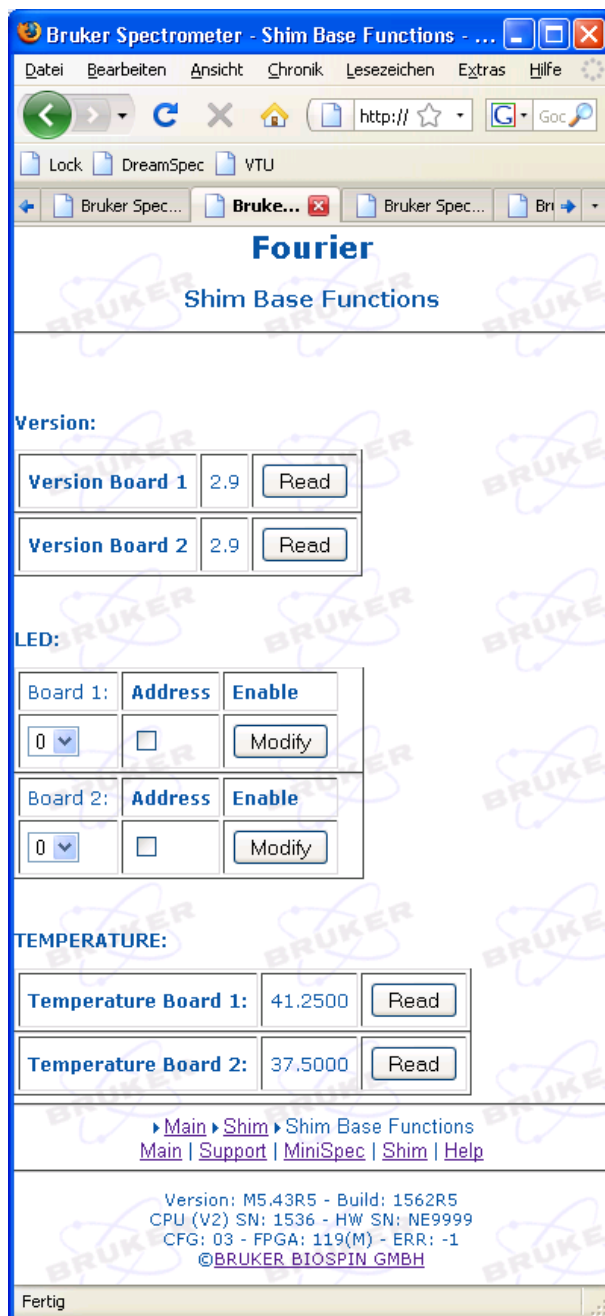 Bruker Spectrometer - Shim Base Functions - ...
Datei Bearbeiten Ansicht Chronik Lesezeichen Extras Hilfe
http:// G Goc
Lock DreamSpec VTU
Bruker Spec... Bruke... Bruker Spec... Bru
Fourier
Shim Base Functions
Version:
Version Board 1 2.9 Read
Version Board 2 2.9 Read
LED:
Board 1: Address Enable
0 Modify
Board 2: Address Enable
0 Modify
TEMPERATURE:
Temperature Board 1: 41.2500 Read
Temperature Board 2: 37.5000 Read
Main Shim Shim Base Functions
Main | Support | MiniSpec | Shim | Help
Version: M5.43R5 - Build: 1562R5
CPU (V2) SN: 1536 - HW SN: NE9999
CFG: 03 - FPGA: 119(M) - ERR: -1
©BRUKER BIOSPIN GMBH
Fertig